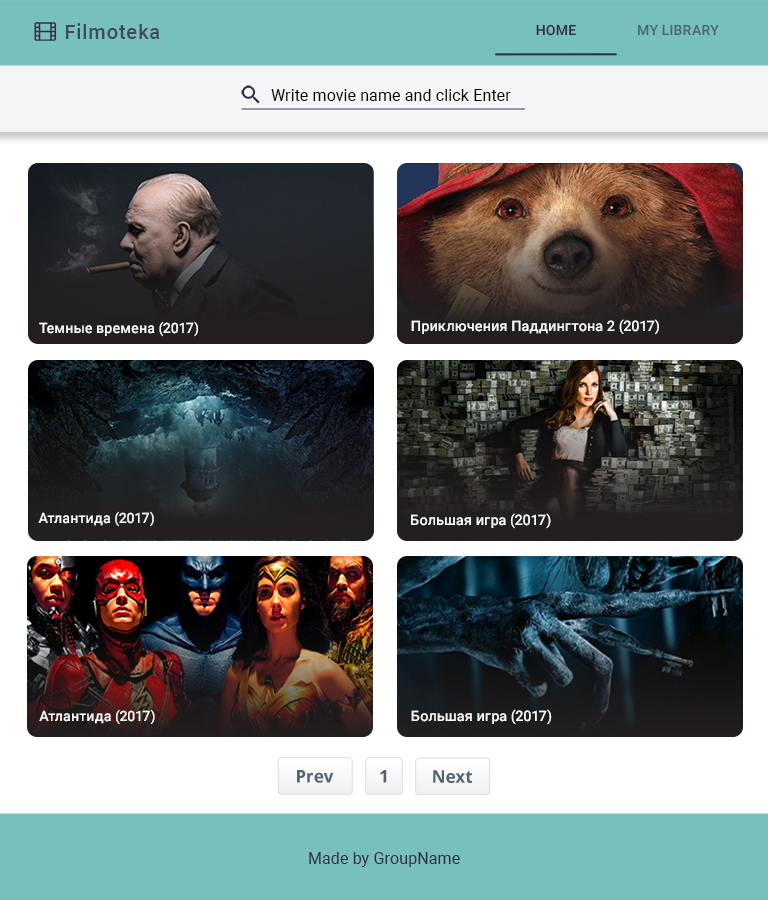 Filmoteka
HOME
MY LIBRARY
Write movie name and click Enter
Темные времена (2017)
Приключения Паддингтона 2 (2017)
Атлантида (2017)
Большая игра (2017)
Атлантида (2017)
Большая игра (2017)
Prev
1
Next
Made by GroupName